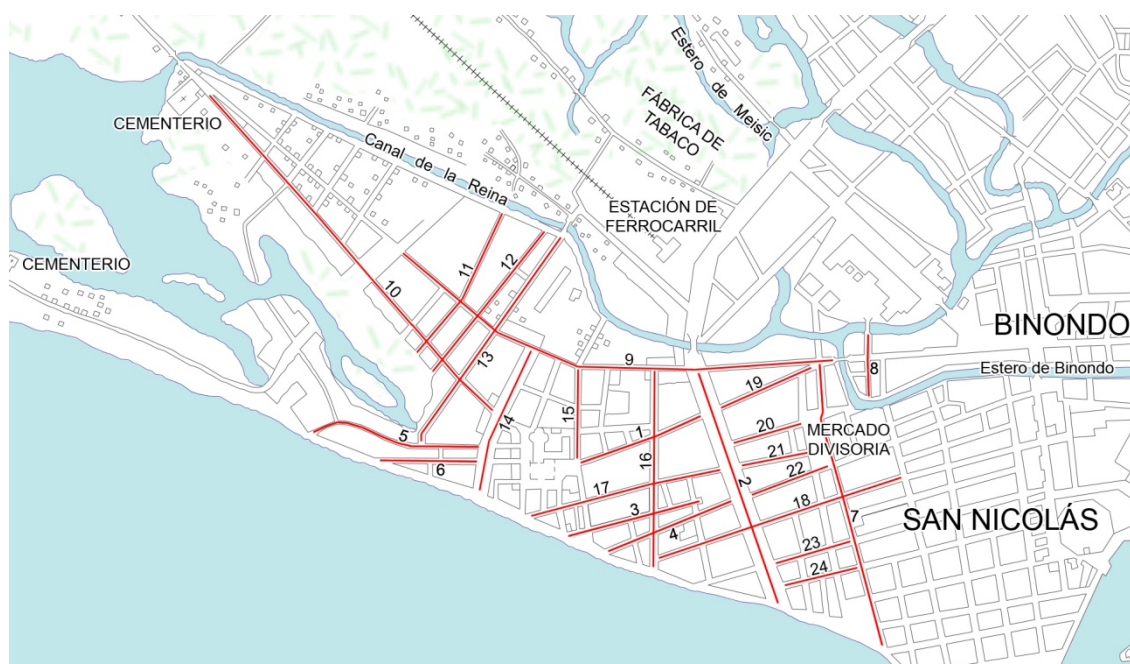 Estero de Meisic
FÁBRICA DE
TABACO
CEMENTERIO
Canal de la Reina
ESTACIÓN DE
FERROCARRIL
CEMENTERIO
11
12
10
BINONDO
13
9
8
Estero de Binondo
19
14
15
1
20
MERCADO
DIVISORIA
5
6
16
21
22
17
2
18
3
7
SAN NICOLÁS
4
23
24